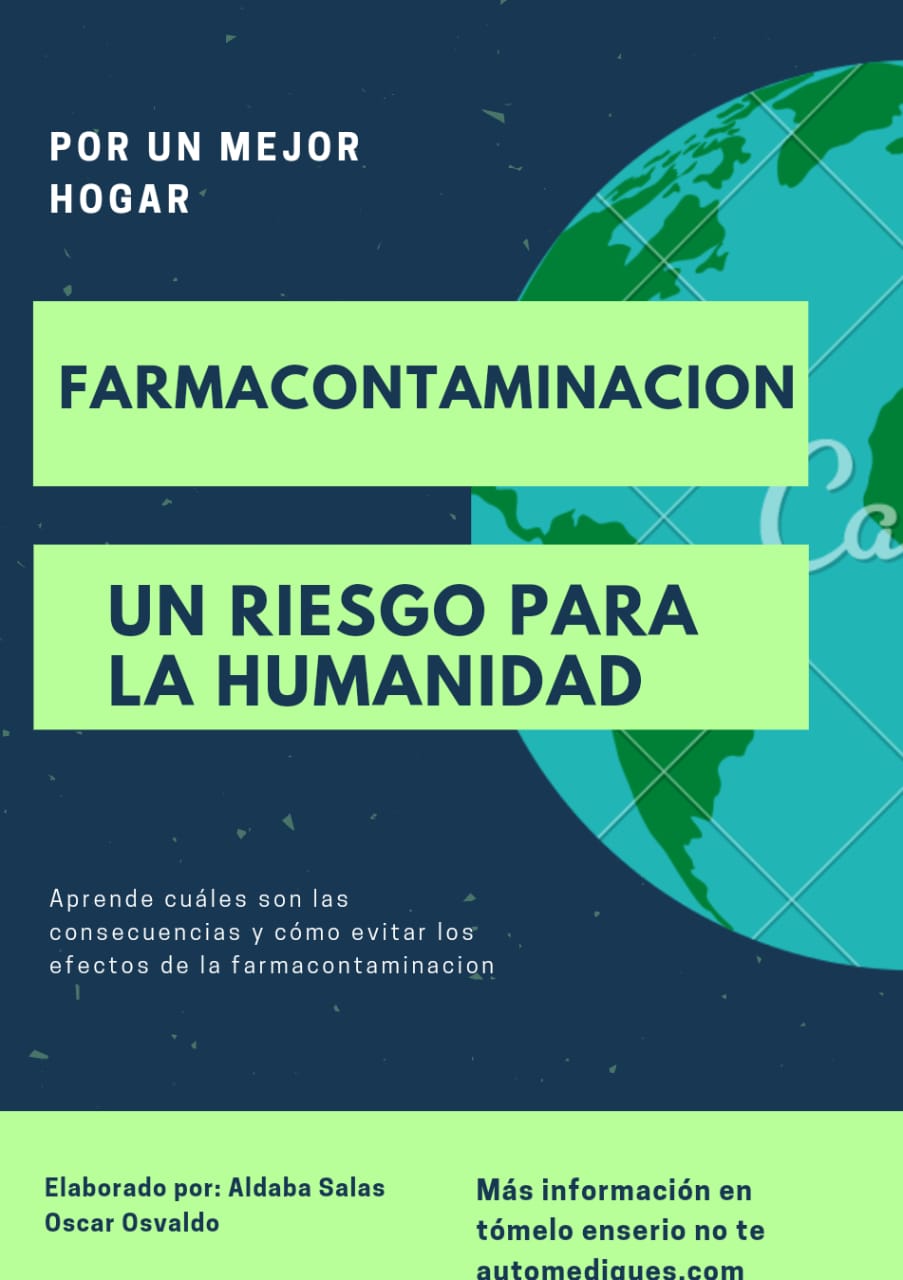 POR UN MEJOR
HOGAR
FARMACONTAMINACION
Ca
UN RIESGO PARA
LA HUMANIDAD
Aprende cuáles son las
consecuencias y cómo evitar los
efectos de la farmacontaminacion
Elaborado por: Aldaba Salas
Oscar Osvaldo
Más información en
tómelo enserio no te
automediques.com